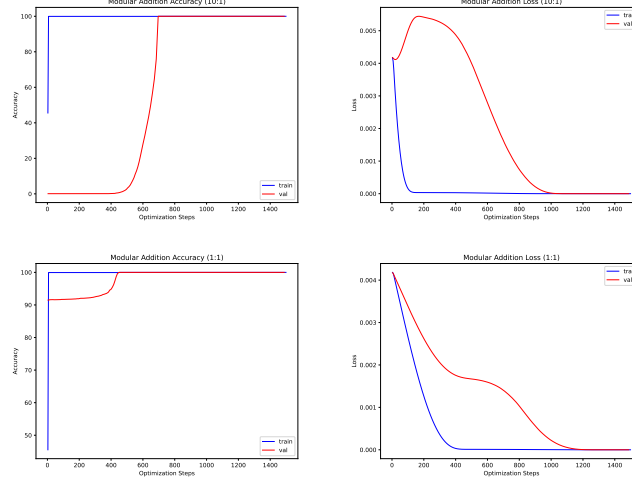 Modular Addition Accuracy (10:1)
Accuracy
100
80
60
40
20
0
0 200 400 600 800 1000 1200 1400
Optimization Steps
train
val
Modular Addition Loss (10:1)
Loss
0.005
0.004
0.003
0.002
0.001
0.000
0 200 400 600 800 1000 1200 1400
Optimization Steps
val
Modular Addition Accuracy (1:1)
Accuracy
100
90
80
70
60
50
0 200 400 600 800 1000 1200 1400
Optimization Steps
train
val
Modular Addition Loss (1:1)
Loss
0.004
0.003
0.002
0.001
0.000
0 200 400 600 800 1000 1200 1400
Optimization Steps
val